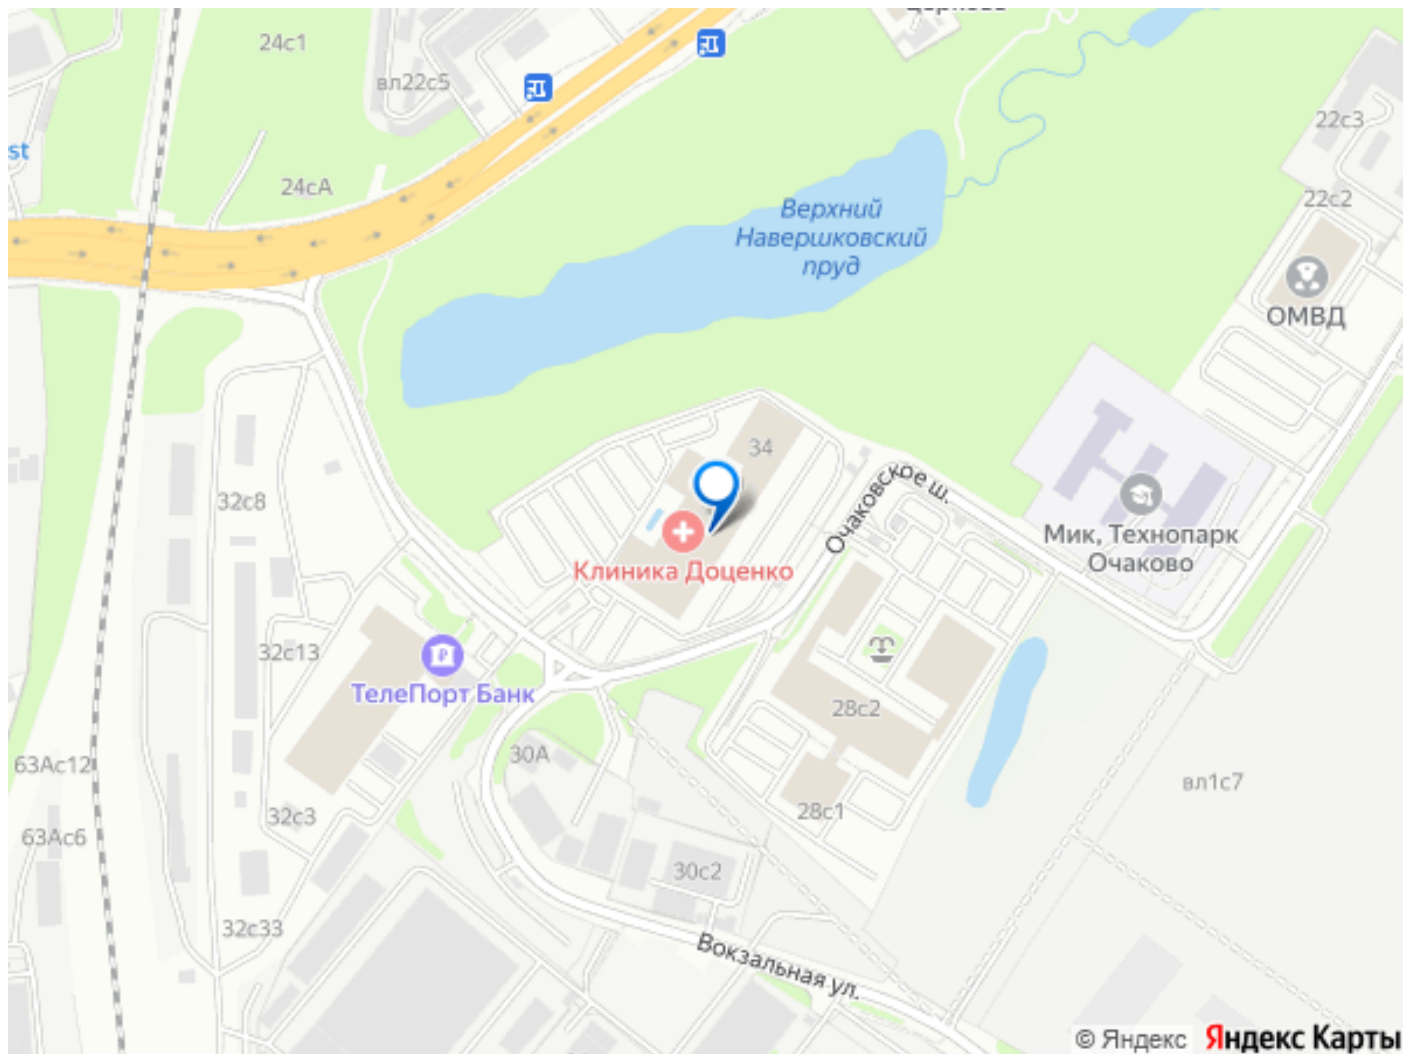 24с1
вл22с5
st
24сА
22с3
22с2
Верхний
Навершковский
пруд
ОМВД
34
Очаковское ш.
32с8
Мик, Технопарк
Очаково
Клиника Доценко
32с13
ТелеПорт Банк
28с2
30А
63Ас12
вл1с7
28с1
32с3
63Ас6
30с2
32с33
Вокзальная ул.
© Яндекс Яндекс Карты